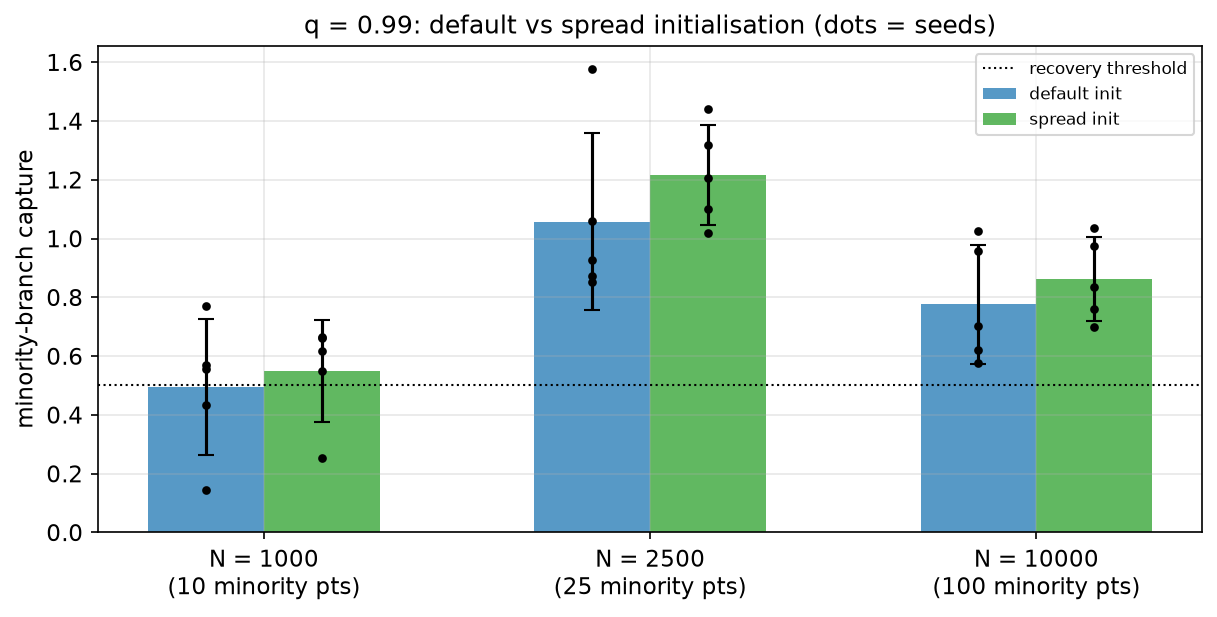 q = 0.99: default vs spread initialisation (dots = seeds)
minority-branch capture
1.6
1.4
1.2
1.0
0.8
0.6
0.4
0.2
0.0
recovery threshold
default init
spread init
N = 1000
(10 minority pts)
N = 2500
(25 minority pts)
N = 10000
(100 minority pts)